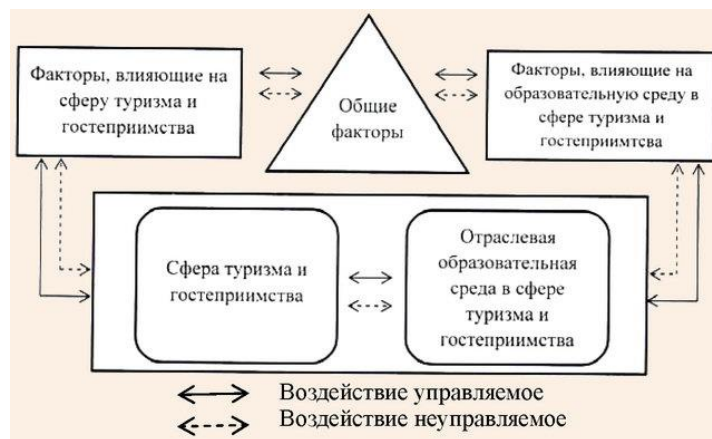 Факторы, влияющие на
сферу туризма и
гостеприимства
Общие
факторы
Факторы, влияющие на
образовательную среду в
сфере туризма и
гостеприимтсва
Сфера туризма и
гостеприимства
Отраслевая
образовательная
среда в сфере
туризма и
гостеприимства
Воздействие управляемое
Воздействие неуправляемое